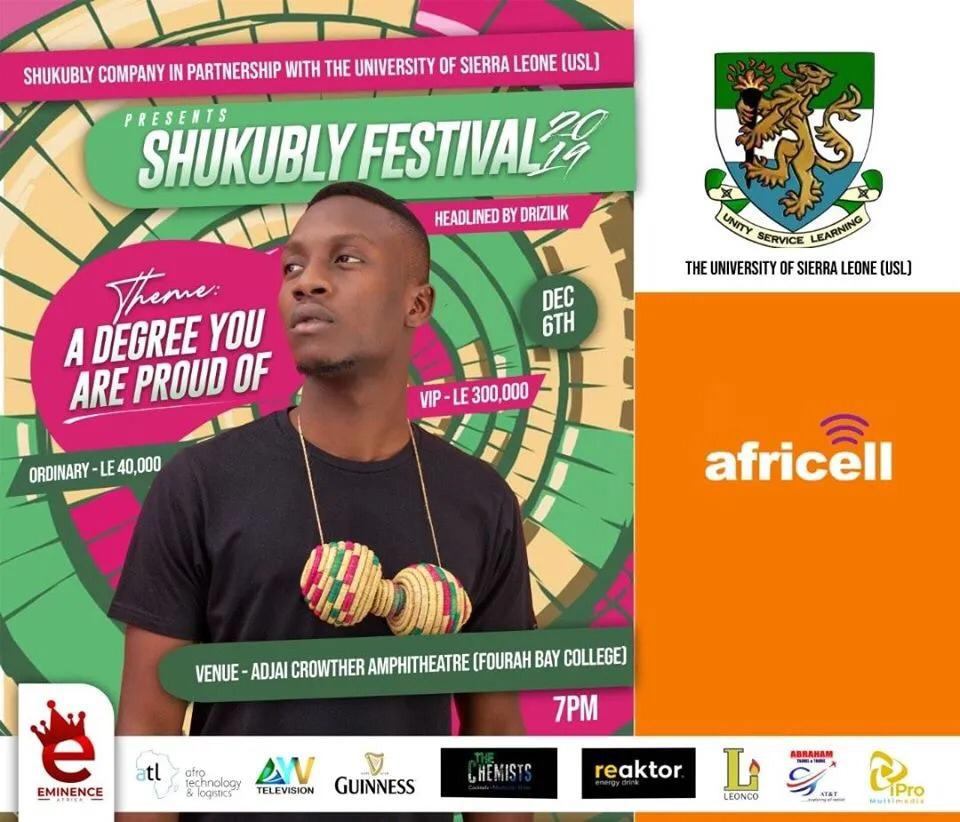 SHUKUBLY COMPANY IN PARTNERSHIP WITH THE UNIVERSITY OF SIERRA LEONE (USL)
PRESENTS
SHUKUBLY FESTIVAL 2019
HEADLINED BY DRIZILIK
Theme:
A DEGREE YOU
ARE PROUD OF
DEC
6TH
VIP - LE 300,000
ORDINARY - LE 40,000
VENUE - ADJAI CROWTHER AMPHITHEATRE (FOURAH BAY COLLEGE)
7PM
UNITY SERVICE LEARNING
THE UNIVERSITY OF SIERRA LEONE (USL)
africell
e
EMINENCE
AFRICA
atl
afro
technology
& logistics
AYV
TELEVISION
GUINNESS
THE
CHEMISTS
reaktor
energy drink
L
LEONCO
ABRAHAM
TRAVEL & TOURS
AT&T
iPro
Multimedia